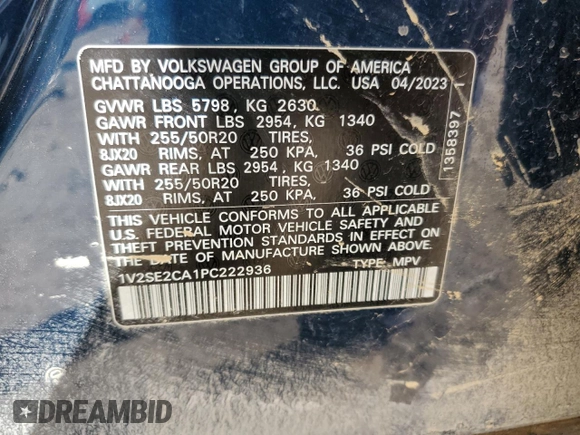 MFD BY VOLKSWAGEN GROUP OF AMERICA
CHATTANOOGA OPERATIONS, LLC. USA 04/2023
GVWR LBS 5798, KG 2630
GAWR FRONT LBS 2954, KG 1340
WITH 255/50R20 TIRES,
8JX20 RIMS, AT 250 KPA, 36 PSI COLD
GAWR REAR LBS 2954, KG 1340
WITH 255/50R20 TIRES,
8JX20 RIMS, AT 250 KPA, 36 PSI COLD
THIS VEHICLE CONFORMS TO ALL APPLICABLE
U.S. FEDERAL MOTOR VEHICLE SAFETY AND
THEFT PREVENTION STANDARDS IN EFFECT ON
THE DATE OF MANUFACTURE SHOWN ABOVE.
1V2SE2CA1PC222936 TYPE: MPV
1358397
DREAMBID